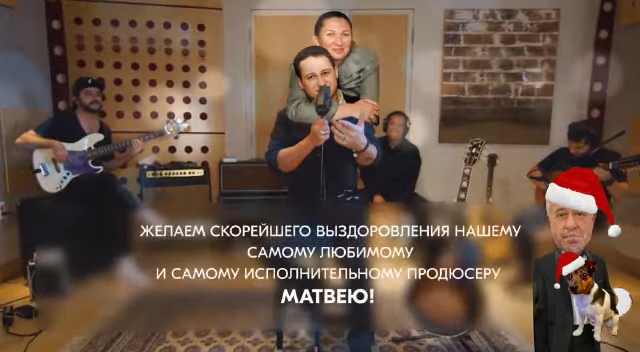 ЖЕЛАЕМ СКОРЕЙШЕГО ВЫЗДОРОВЛЕНИЯ НАШЕМУ
САМОМУ ЛЮБИМОМУ
И САМОМУ ИСПОЛНИТЕЛЬНОМУ ПРОДЮСЕРУ
МАТВЕЮ!